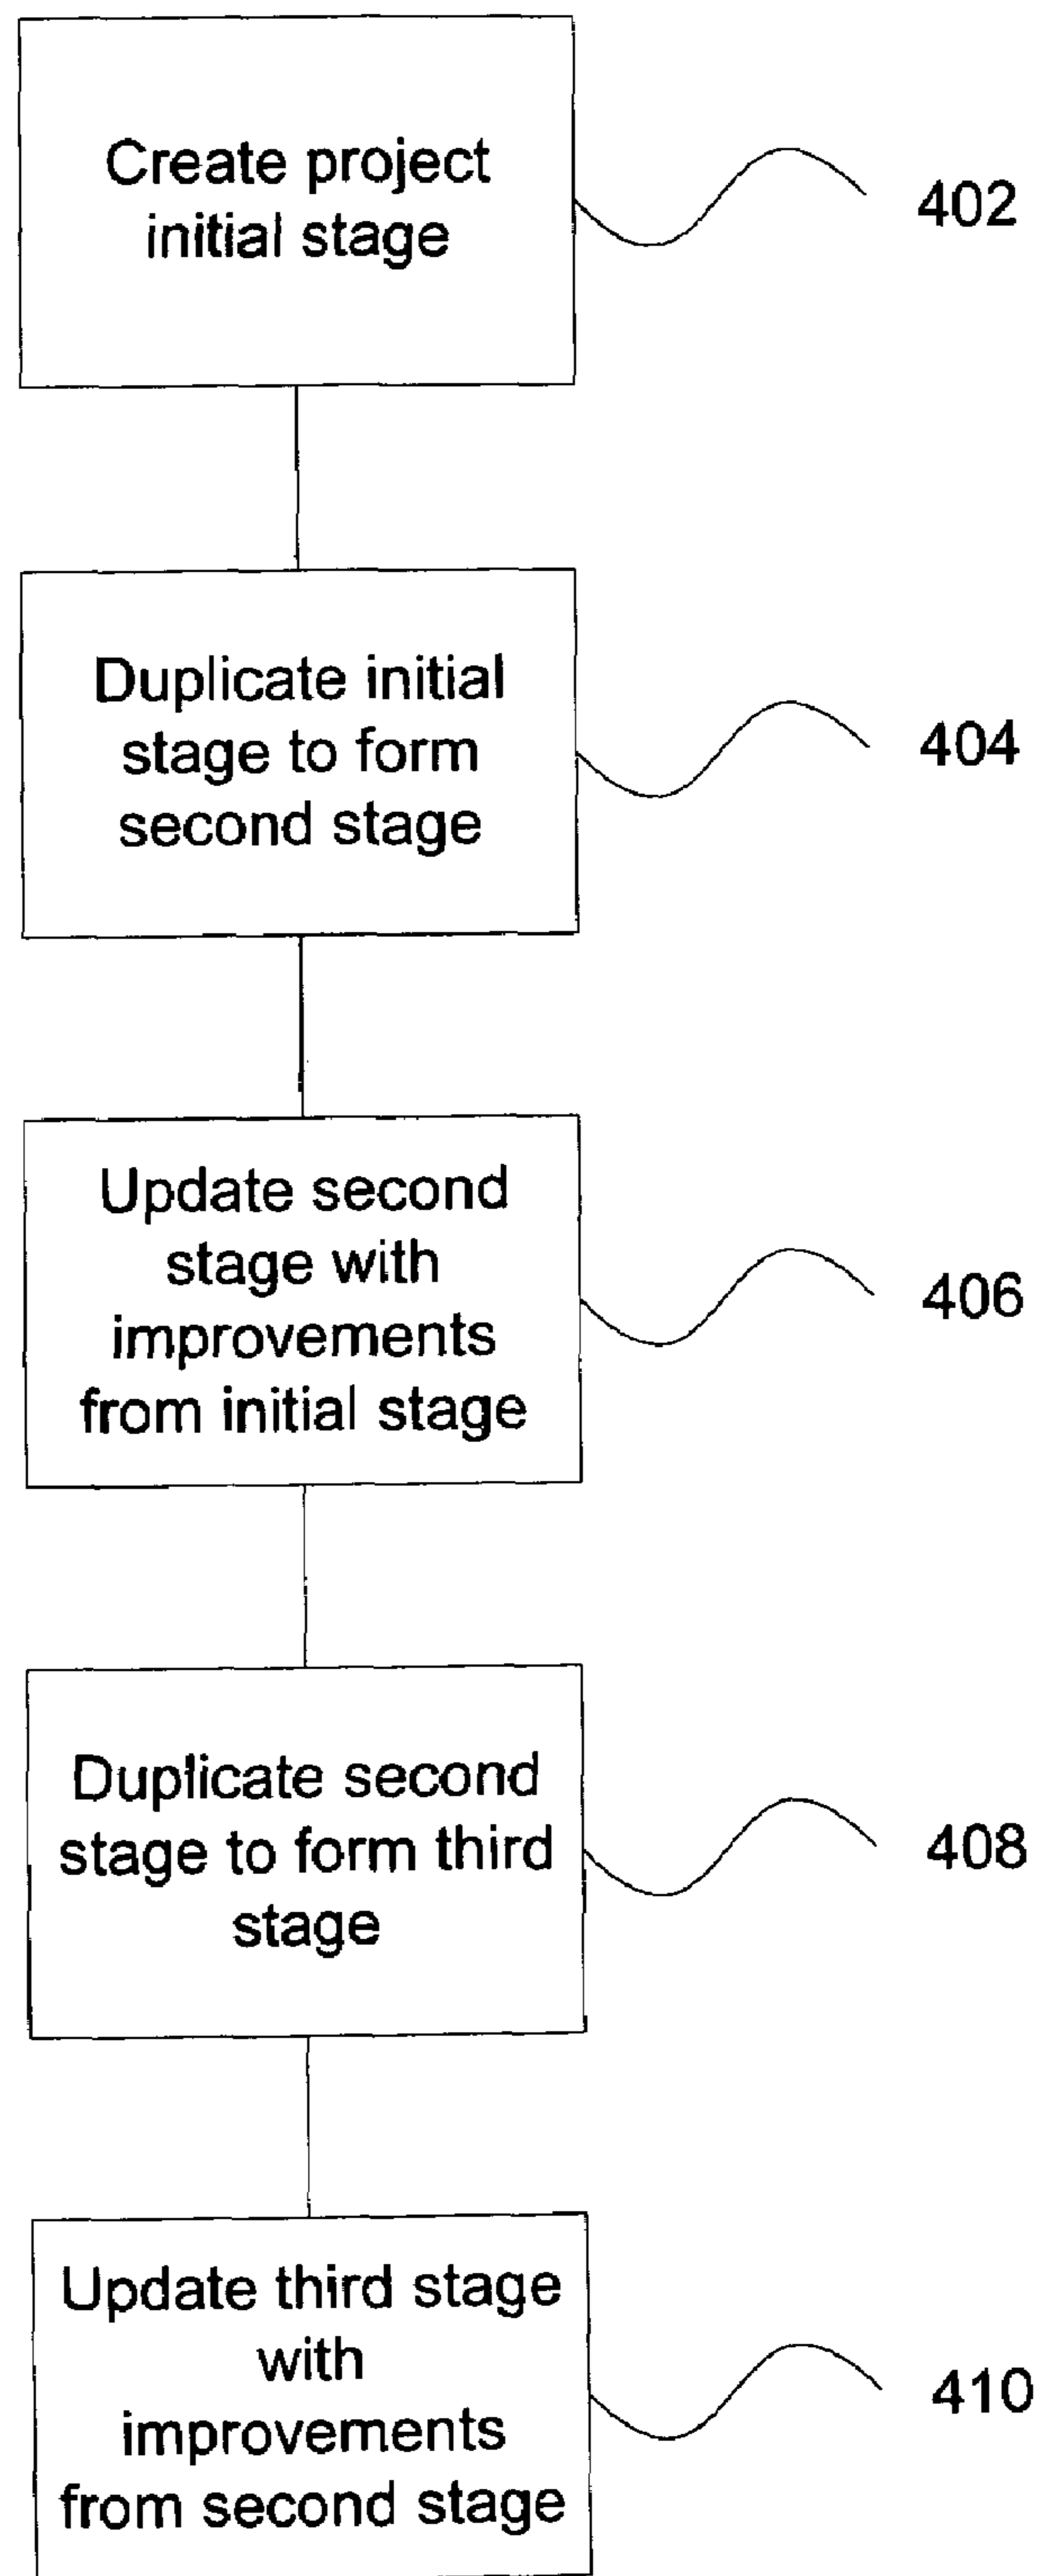 Create project
initial stage
402
Duplicate initial
stage to form
second stage
404
Update second
stage with
improvements
from initial stage
406
Duplicate second
stage to form third
stage
408
Update third stage
with
improvements
from second stage
410